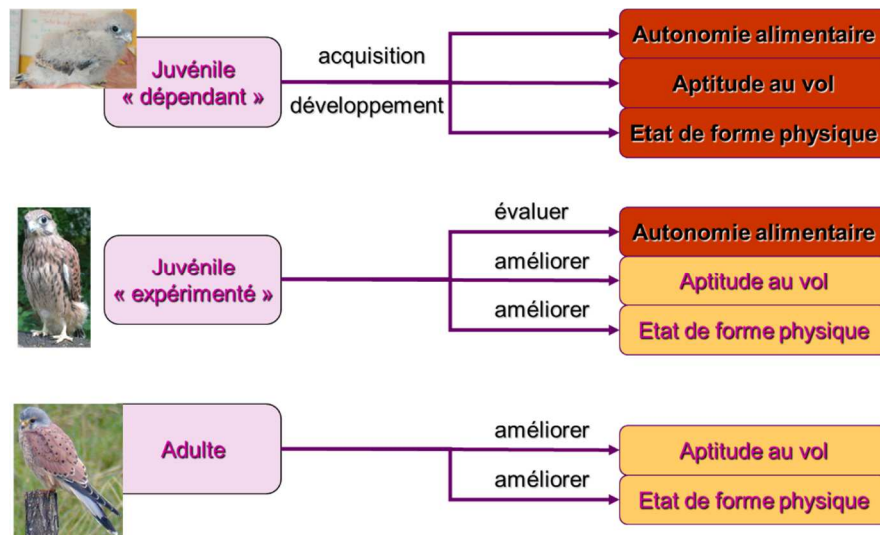 Juvénile
« dépendant »
acquisition
développement
Autonomie alimentaire
Aptitude au vol
Etat de forme physique
Juvénile
« expérimenté »
évaluer
améliorer
améliorer
Autonomie alimentaire
Aptitude au vol
Etat de forme physique
Adulte
améliorer
améliorer
Aptitude au vol
Etat de forme physique